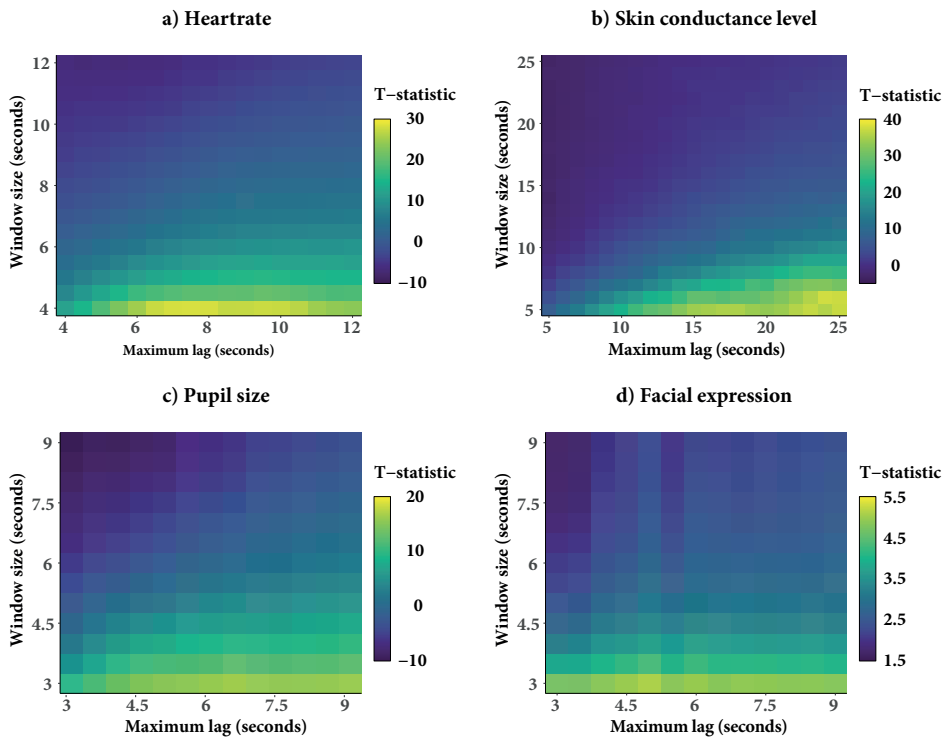 a) Heartrate
12
10
8
6
4
Window size (seconds)
4 6 8 10 12
Maximum lag (seconds)
T−statistic
30
20
10
0
−10
b) Skin conductance level
25
20
15
10
5
Window size (seconds)
5 10 15 20 25
Maximum lag (seconds)
T−statistic
40
30
20
10
0
c) Pupil size
9
7.5
6
4.5
3
Window size (seconds)
3 4.5 6 7.5 9
Maximum lag (seconds)
T−statistic
20
10
0
−10
d) Facial expression
9
7.5
6
4.5
3
Window size (seconds)
3 4.5 6 7.5 9
Maximum lag (seconds)
T−statistic
5.5
4.5
3.5
2.5
1.5